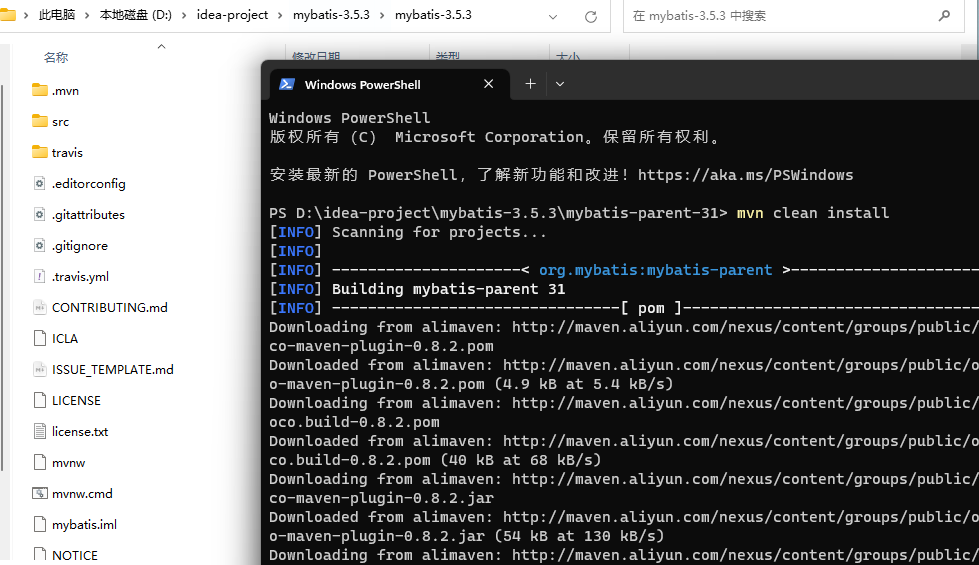 此电脑 > 本地磁盘 (D:) > idea-project > mybatis-3.5.3 > mybatis-3.5.3
在 mybatis-3.5.3 中搜索
名称
修改日期
类型
大小
.mvn
src
travis
.editorconfig
.gitattributes
.gitignore
.travis.yml
CONTRIBUTING.md
ICLA
ISSUE_TEMPLATE.md
LICENSE
license.txt
mvnw
mvnw.cmd
mybatis.iml
NOTICE
Windows PowerShell
Windows PowerShell
版权所有 (C) Microsoft Corporation。保留所有权利。
安装最新的 PowerShell，了解新功能和改进！https://aka.ms/PSWindows
PS D:\idea-project\mybatis-3.5.3\mybatis-parent-31> mvn clean install
[INFO] Scanning for projects...
[INFO]
[INFO] ---------------------< org.mybatis:mybatis-parent >---------------------
[INFO] Building mybatis-parent 31
[INFO] --------------------------------[ pom ]---------------------------------
Downloading from alimaven: http://maven.aliyun.com/nexus/content/groups/public/
co-maven-plugin-0.8.2.pom
Downloaded from alimaven: http://maven.aliyun.com/nexus/content/groups/public/o
o-maven-plugin-0.8.2.pom (4.9 kB at 5.4 kB/s)
Downloading from alimaven: http://maven.aliyun.com/nexus/content/groups/public/
oco.build-0.8.2.pom
Downloaded from alimaven: http://maven.aliyun.com/nexus/content/groups/public/o
co.build-0.8.2.pom (40 kB at 68 kB/s)
Downloading from alimaven: http://maven.aliyun.com/nexus/content/groups/public/
co-maven-plugin-0.8.2.jar
Downloaded from alimaven: http://maven.aliyun.com/nexus/content/groups/public/o
o-maven-plugin-0.8.2.jar (54 kB at 130 kB/s)
Downloading from alimaven: http://maven.aliyun.com/nexus/content/groups/public/